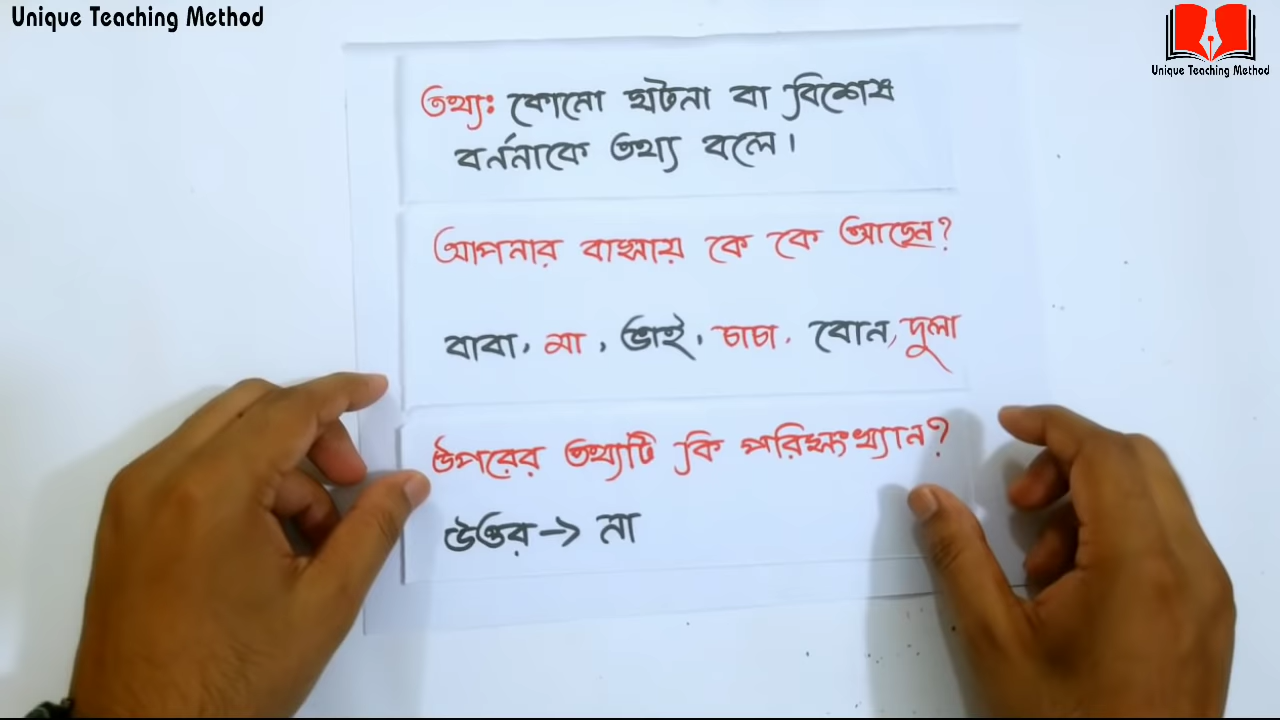 Unique Teaching Method
Unique Teaching Method
তথ্যঃ কোনো ঘটনা বা বিশেষ
বর্ননাকে তথ্য বলে।
আপনার বাসায় কে কে আছেন?
বাবা, মা, ভাই, চাচা, বোন, দুলা
উপরের তথ্যটি কি পরিসংখ্যান?
উত্তর → না